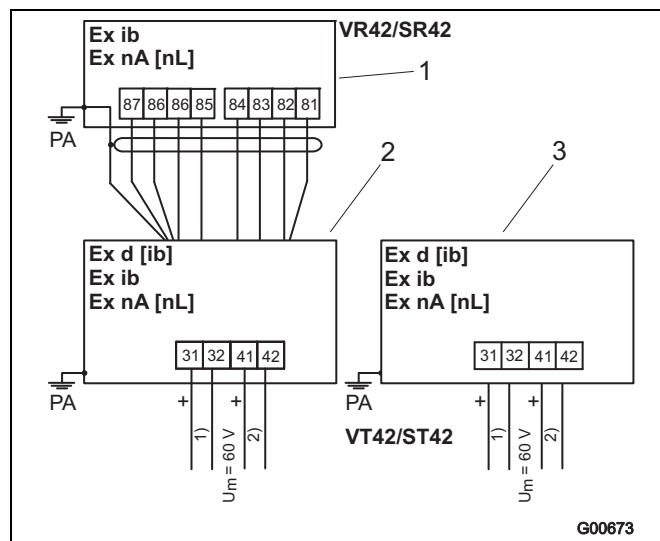 Ex ib
Ex nA [nL]
VR42/SR42
87 86 86 85 84 83 82 81
1
PA
2
3
Ex d [ib]
Ex ib
Ex nA [nL]
31 32 41 42
PA
+ +
1)
Um = 60 V
2)
Ex d [ib]
Ex ib
Ex nA [nL]
31 32 41 42
PA
+ +
VT42/ST42
1)
Um = 60 V
2)
G00673